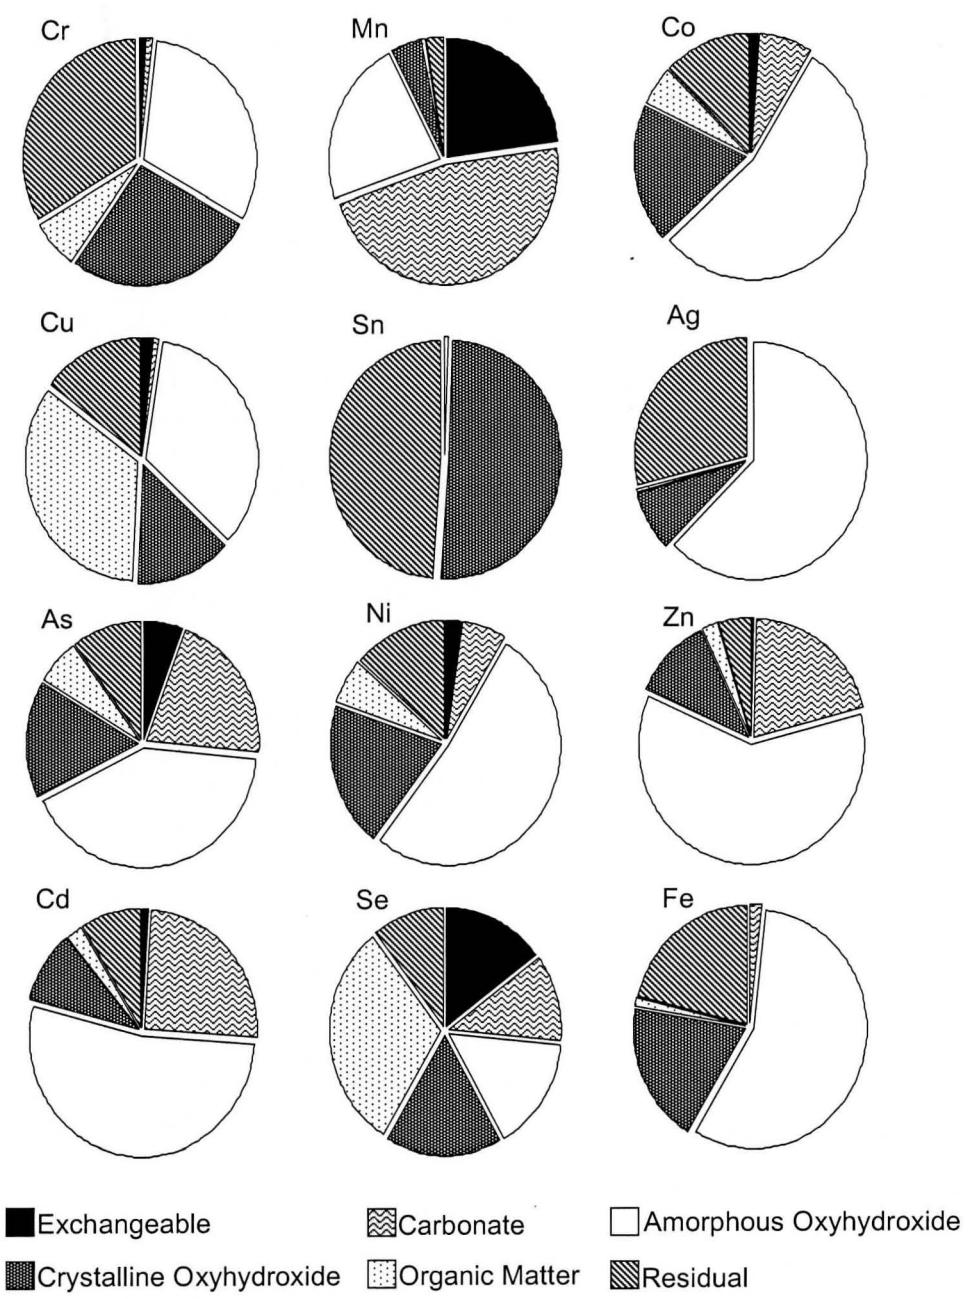 Cr Mn Co
Cu Sn Ag
As Ni Zn
Cd Se Fe
Exchangeable Carbonate Amorphous Oxyhydroxide
Crystalline Oxyhydroxide Organic Matter Residual